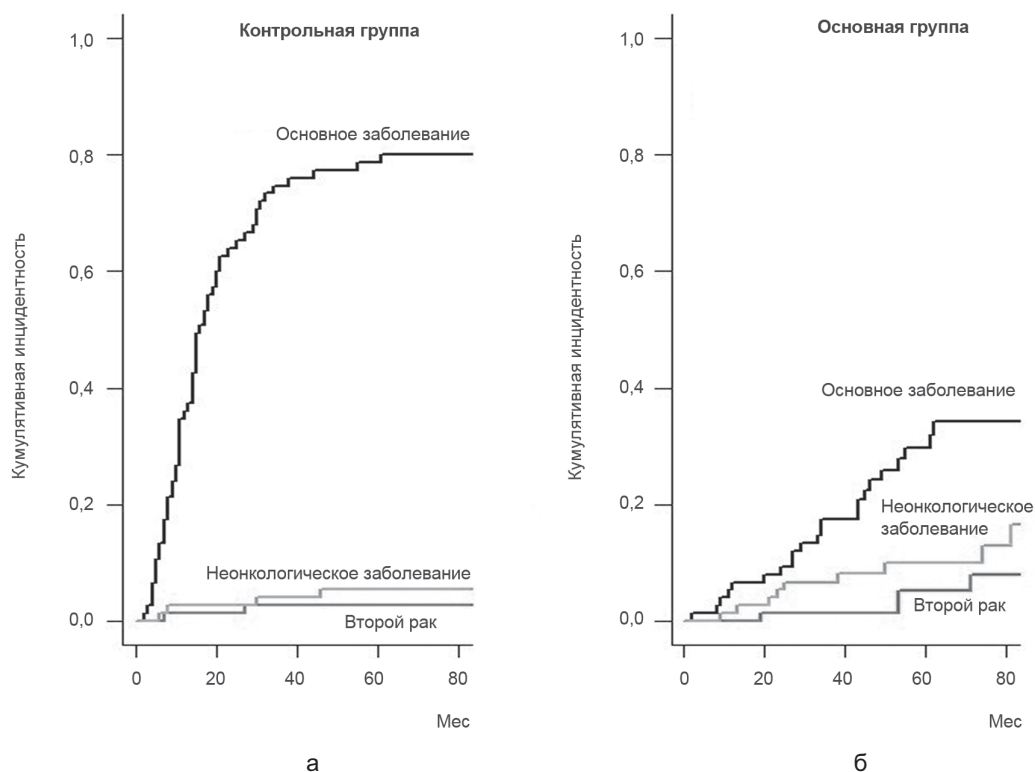 Контрольная группа
Кумулятивная инцидентность
1,0
0,8
0,6
0,4
0,2
0,0
Основное заболевание
Неонкологическое заболевание
Второй рак
0
20
40
60
80
Мес
а
Основная группа
Кумулятивная инцидентность
1,0
0,8
0,6
0,4
0,2
0,0
Основное заболевание
Неонкологическое
заболевание
Второй рак
0
20
40
60
80
Мес
б